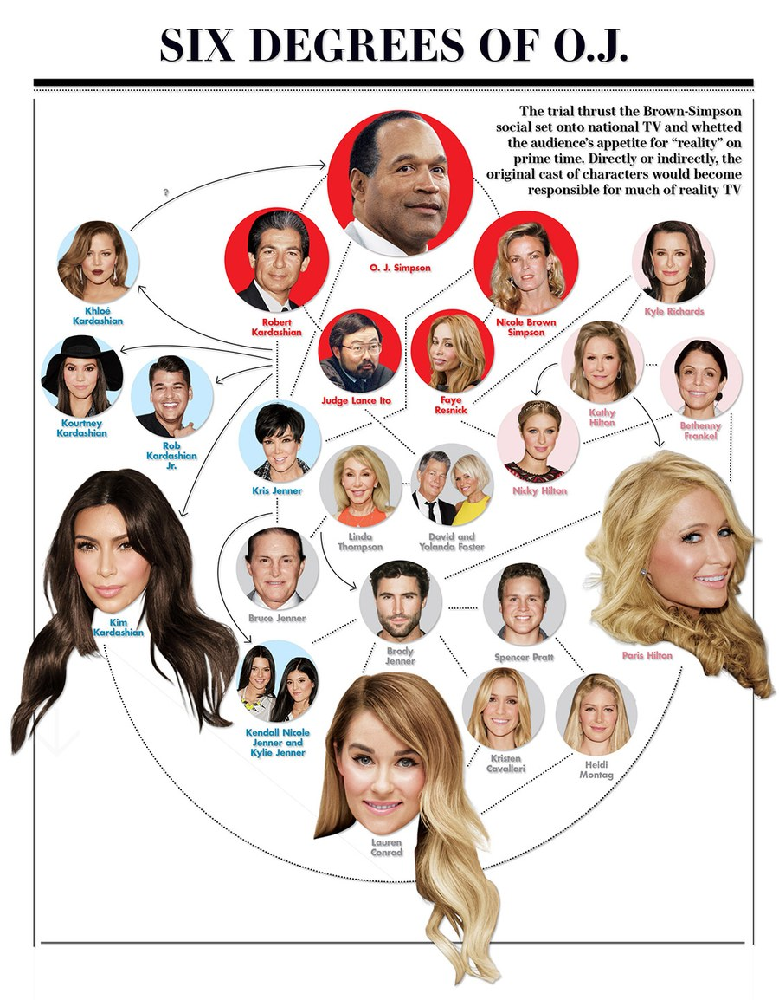 SIX DEGREES OF O.J.
The trial thrust the Brown-Simpson
social set onto national TV and whetted
the audience's appetite for "reality" on
prime time. Directly or indirectly, the
original cast of characters would become
responsible for much of reality TV
?
O. J. Simpson
Khloé
Kardashian
Robert
Kardashian
Nicole Brown
Simpson
Kyle Richards
Judge Lance Ito
Faye
Resnick
Kathy
Hilton
Bethenny
Frankel
Kourtney
Kardashian
Rob
Kardashian
Jr.
Kris Jenner
Nicky Hilton
Linda
Thompson
David and
Yolanda Foster
Kim
Kardashian
Bruce Jenner
Brody
Jenner
Spencer Pratt
Paris Hilton
Kendall Nicole
Jenner and
Kylie Jenner
Kristen
Cavallari
Heidi
Montag
Lauren
Conrad